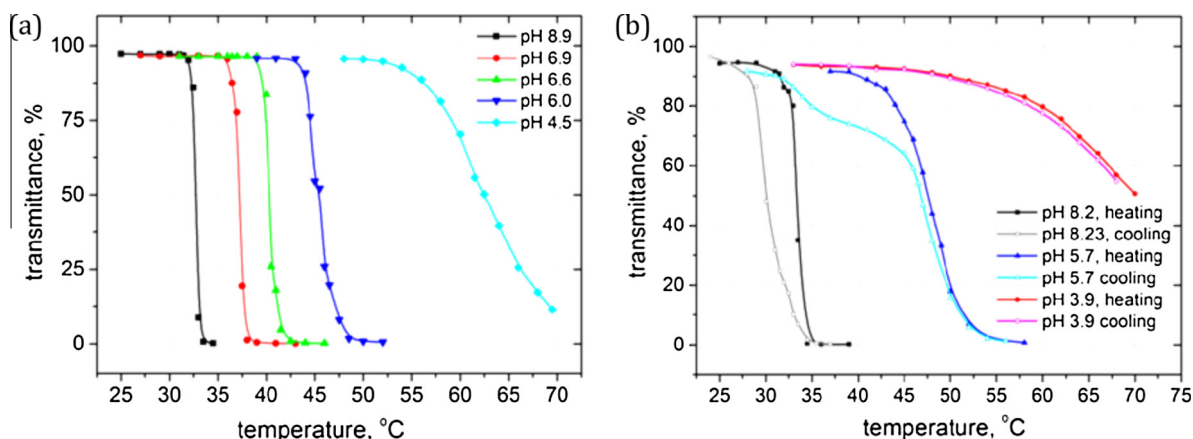 (a)
100
75
50
25
0
transmittance, %
pH 8.9
pH 6.9
pH 6.6
pH 6.0
pH 4.5
25 30 35 40 45 50 55 60 65 70
temperature, °C
(b)
100
80
60
40
20
0
transmittance, %
pH 8.2, heating
pH 8.23, cooling
pH 5.7, heating
pH 5.7 cooling
pH 3.9, heating
pH 3.9 cooling
25 30 35 40 45 50 55 60 65 70 75
temperature, °C